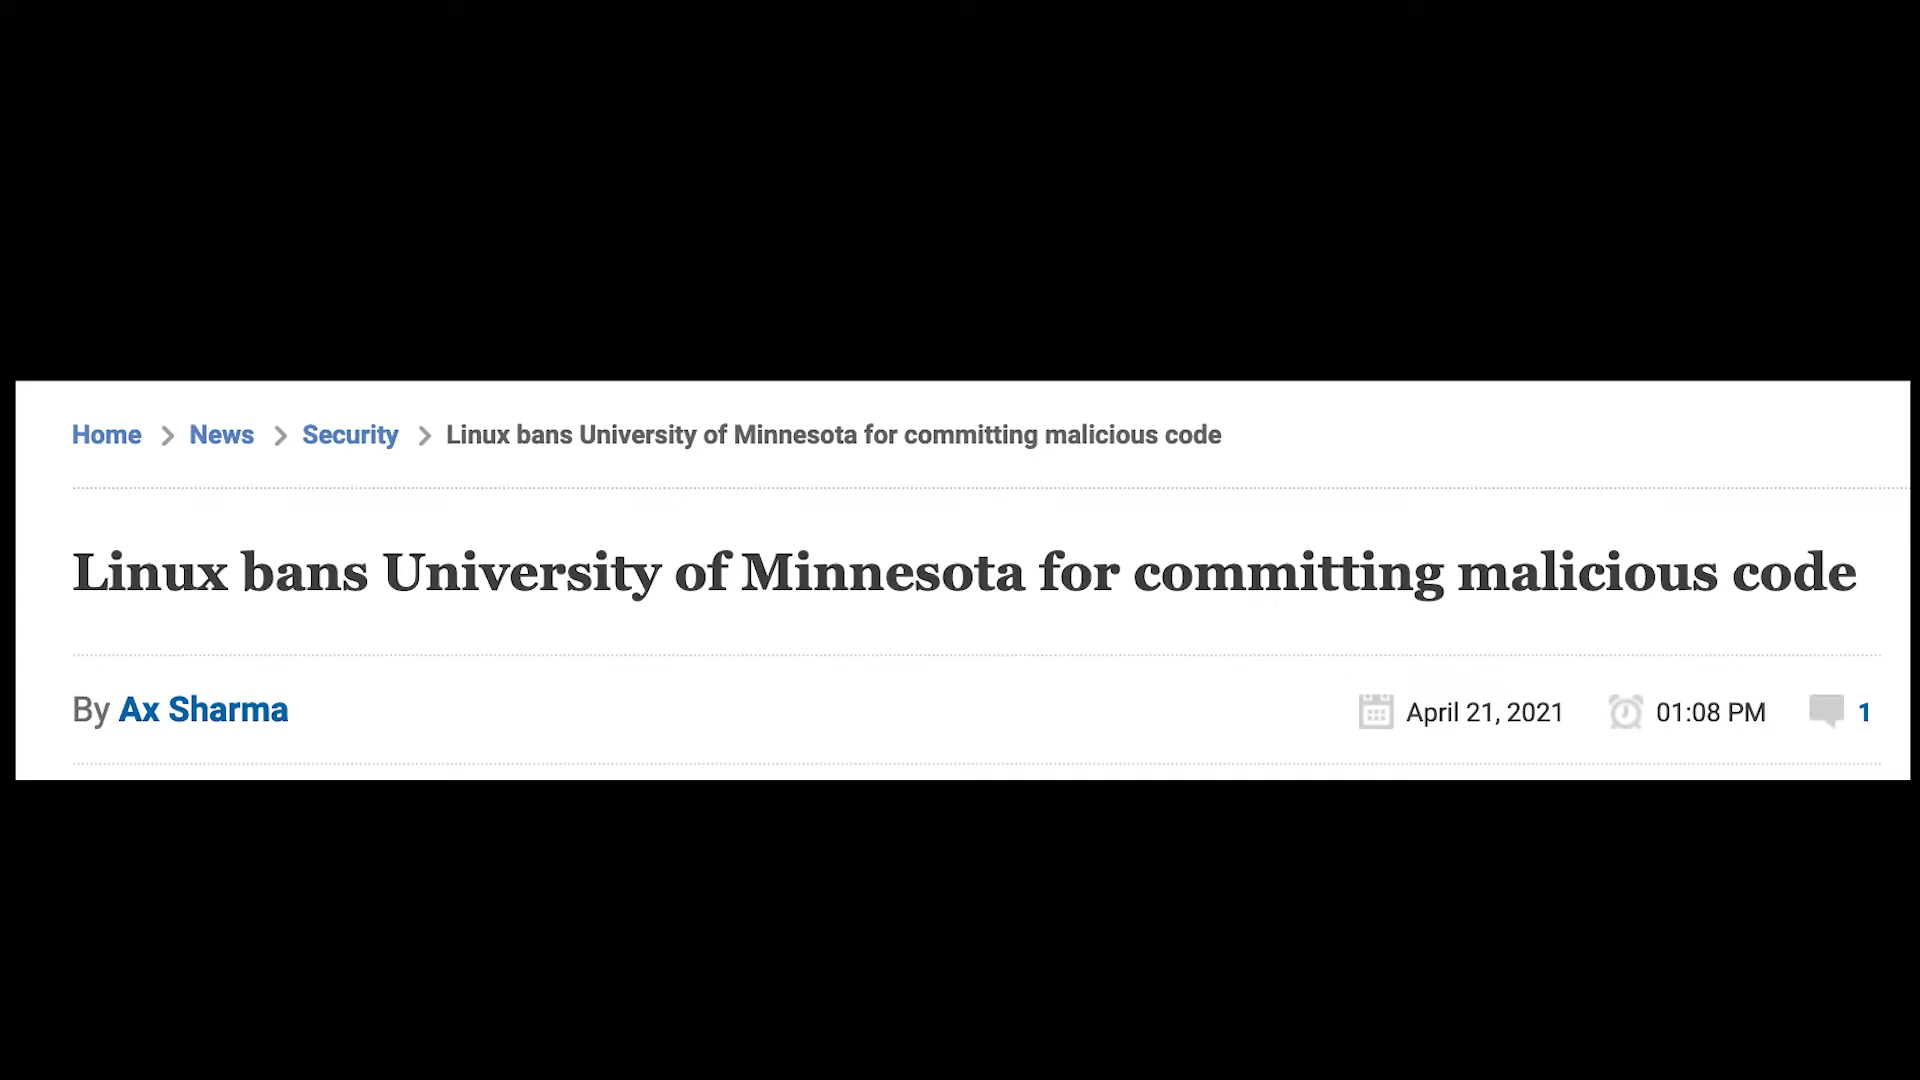 Home > News > Security > Linux bans University of Minnesota for committing malicious code
Linux bans University of Minnesota for committing malicious code
By Ax Sharma April 21, 2021 01:08 PM 1